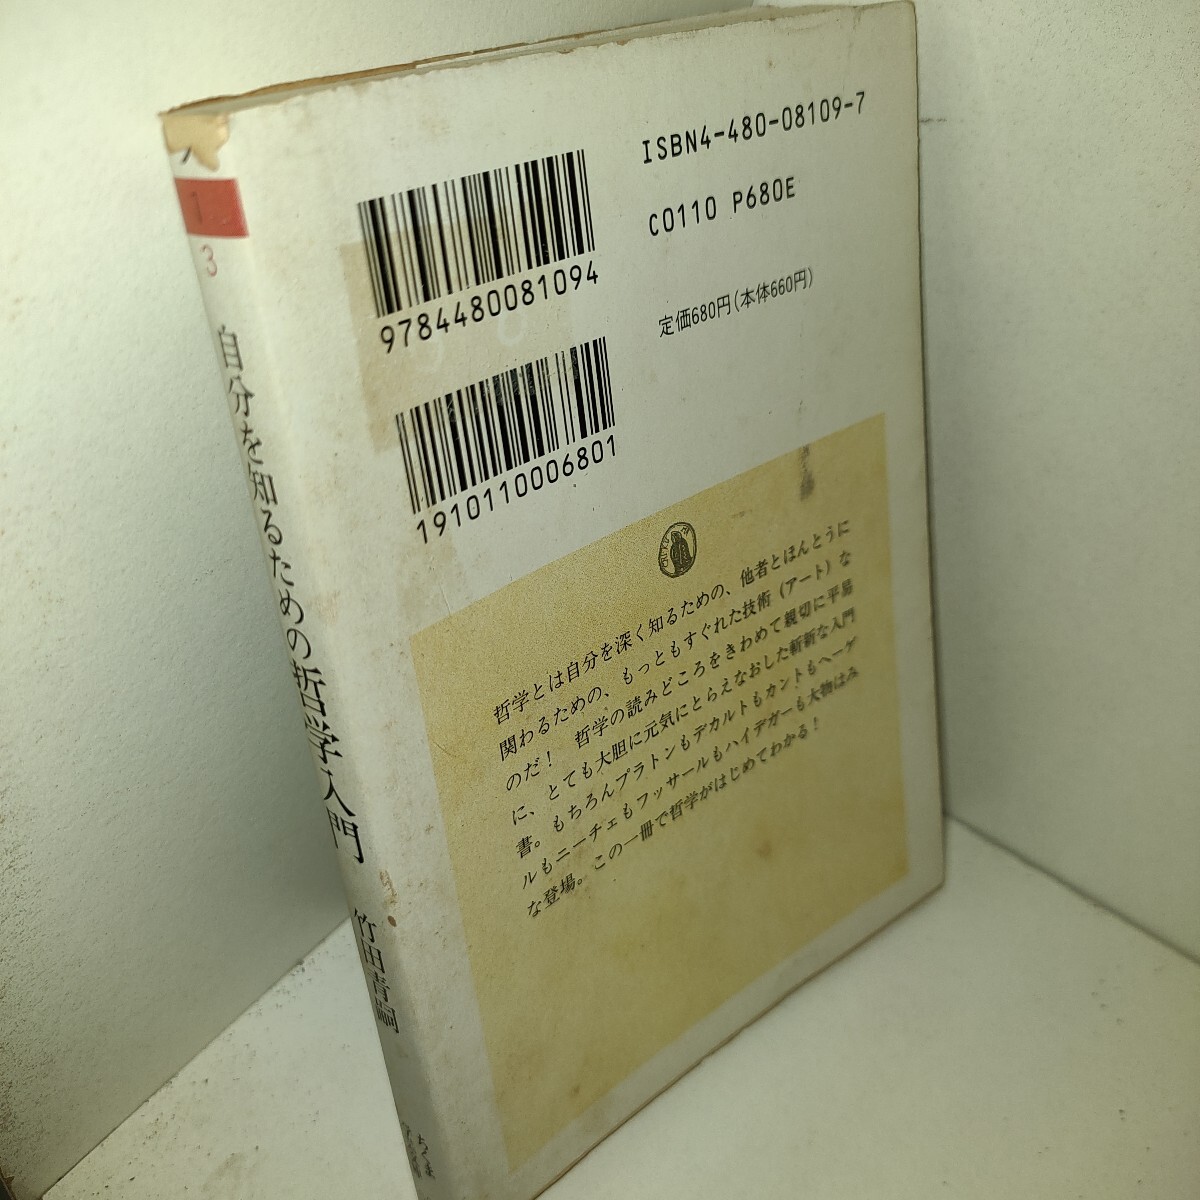 ISBN4-480-08109-7
C0110 P680E
定価680円(本体660円)
9784480081094
1910110006801
哲学とは自分を深く知るための、他者とほんとうに
関わるための、もっともすぐれた技術(アート)な
のだ! 哲学の読みどころをきわめて親切に平易
に、とても大胆に元気にとらえなおした斬新な入門
書。もちろんプラトンもデカルトもカントもヘーゲ
ルもニーチェもフッサールもハイデガーも大物はみ
な登場。この一冊で哲学がはじめてわかる!
1
3
自分を知るための哲学入門
竹田青嗣
ちくま